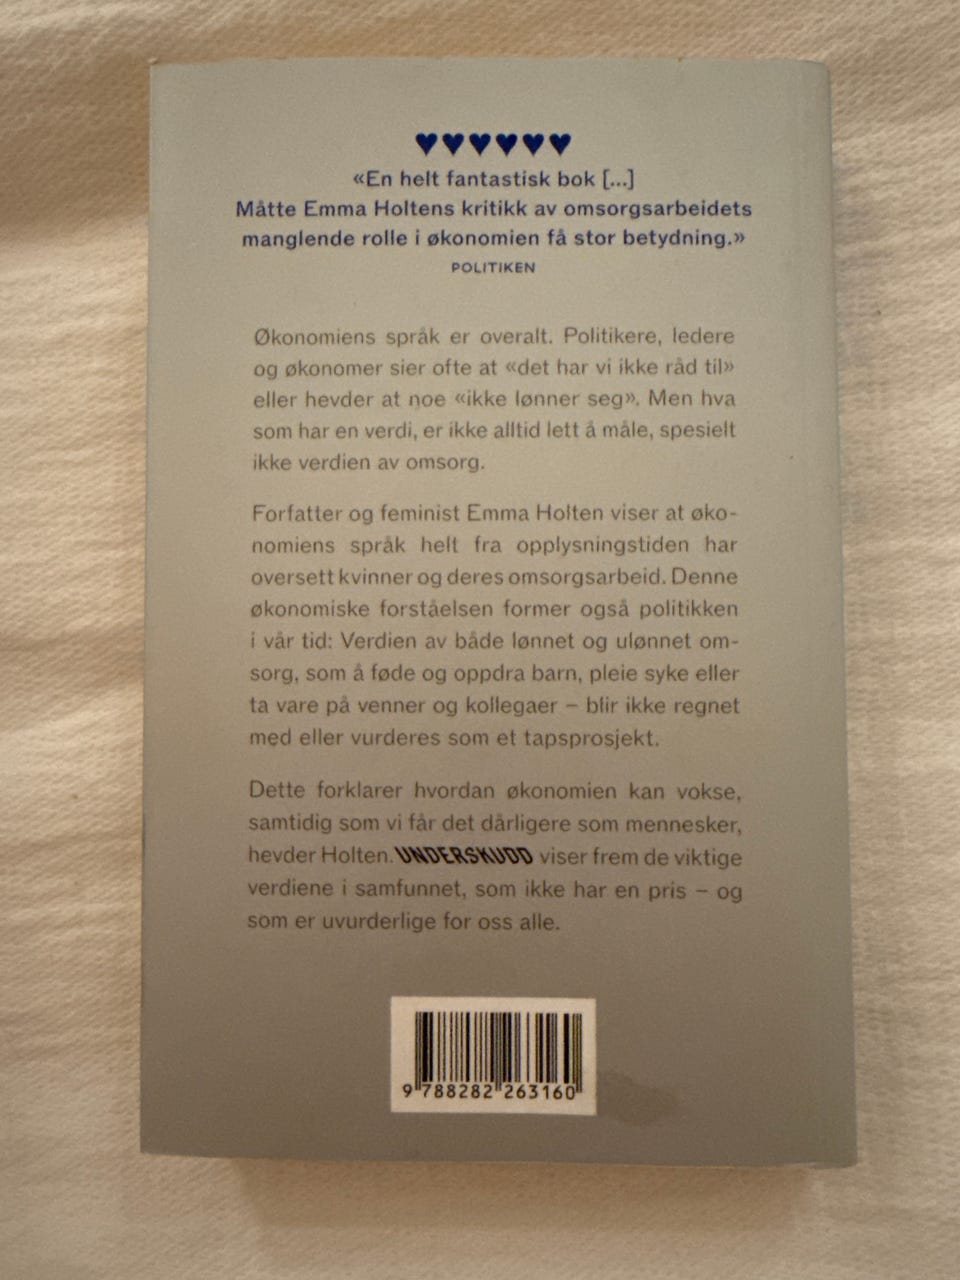 ♥♥♥♥♥♥
«En helt fantastisk bok [...]
Måtte Emma Holtens kritikk av omsorgsarbeidets
manglende rolle i økonomien få stor betydning.»
POLITIKEN
Økonomiens språk er overalt. Politikere, ledere
og økonomer sier ofte at «det har vi ikke råd til»
eller hevder at noe «ikke lønner seg». Men hva
som har en verdi, er ikke alltid lett å måle, spesielt
ikke verdien av omsorg.
Forfatter og feminist Emma Holten viser at øko-
nomiens språk helt fra opplysningstiden har
oversett kvinner og deres omsorgsarbeid. Denne
økonomiske forståelsen former også politikken
i vår tid: Verdien av både lønnet og ulønnet om-
sorg, som å føde og oppdra barn, pleie syke eller
ta vare på venner og kollegaer – blir ikke regnet
med eller vurderes som et tapsprosjekt.
Dette forklarer hvordan økonomien kan vokse,
samtidig som vi får det dårligere som mennesker,
hevder Holten. UNDERSKUDD viser frem de viktige
verdiene i samfunnet, som ikke har en pris – og
som er uvurderlige for oss alle.
9 788282 263160